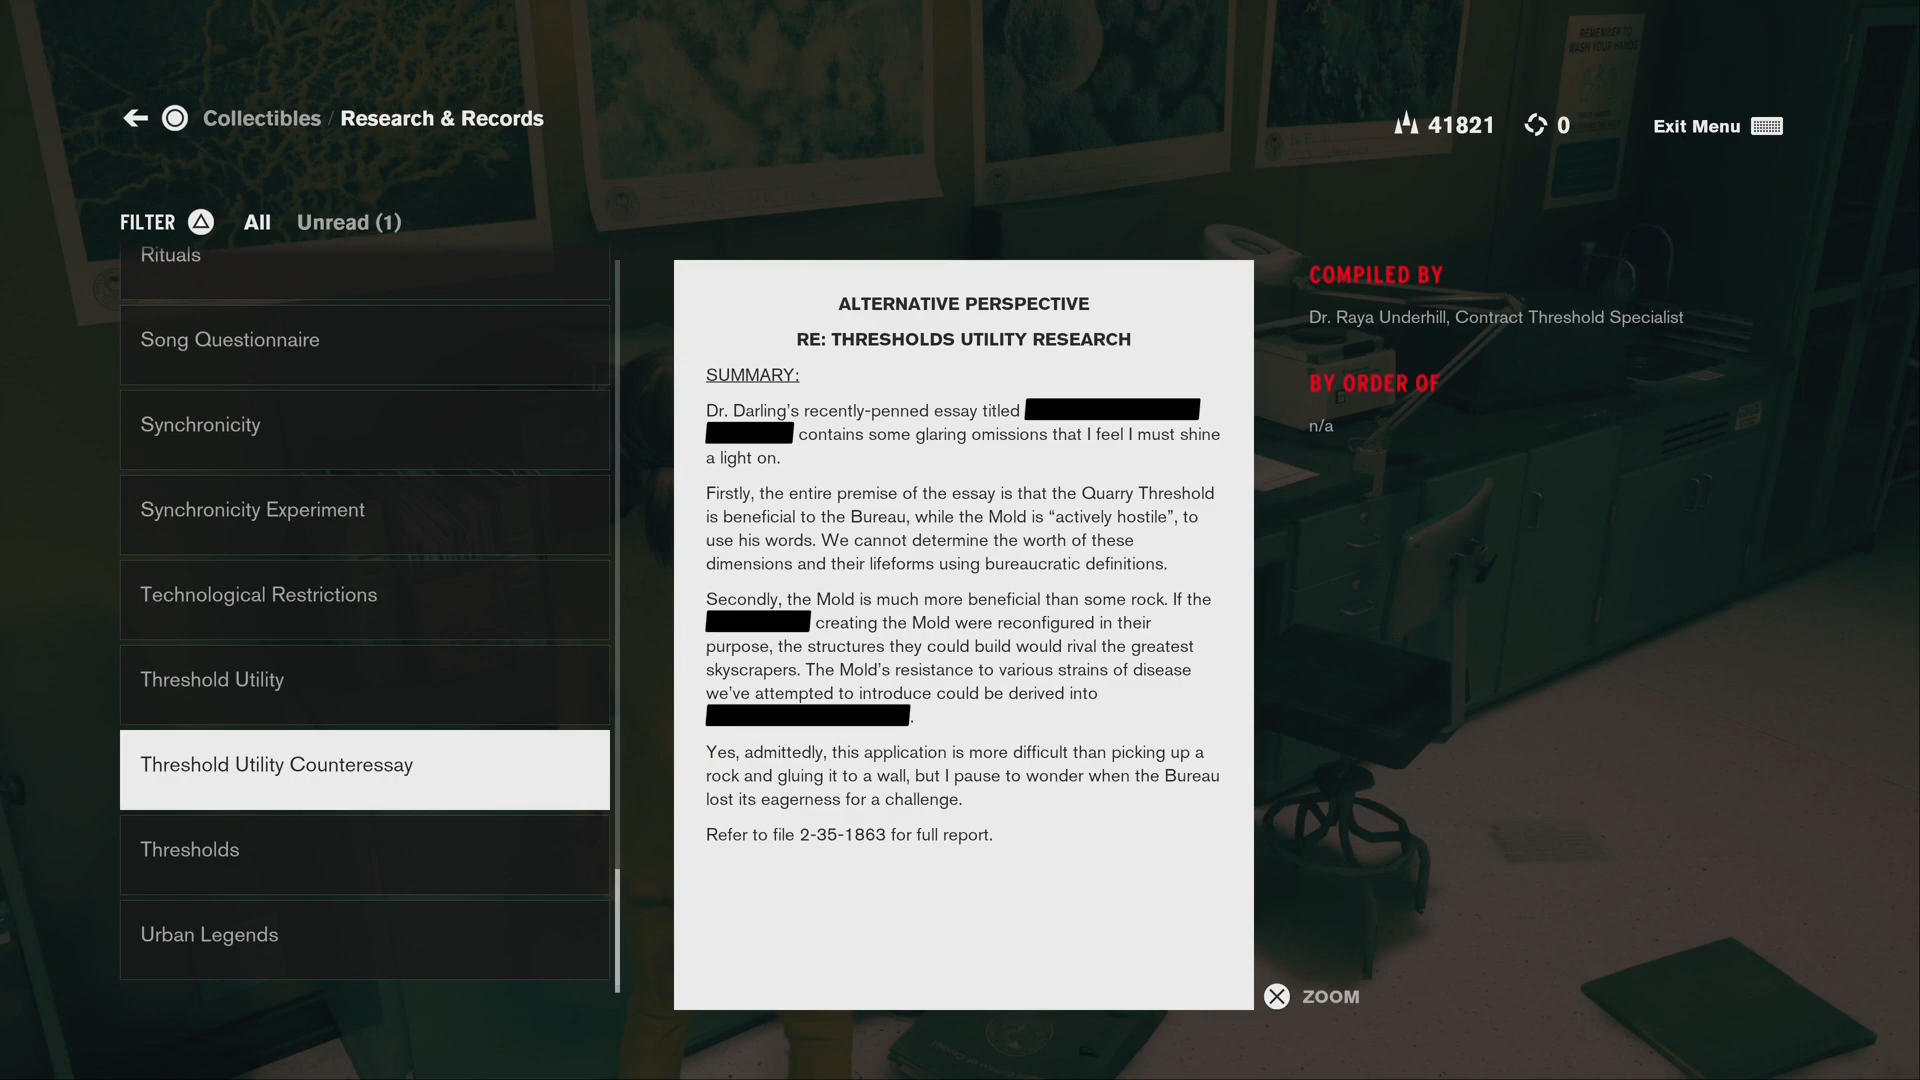 Collectibles / Research & Records
41821
0
Exit Menu
FILTER All Unread (1)
Rituals
Song Questionnaire
Synchronicity
Synchronicity Experiment
Technological Restrictions
Threshold Utility
Threshold Utility Counteressay
Thresholds
Urban Legends
ALTERNATIVE PERSPECTIVE
RE: THRESHOLDS UTILITY RESEARCH
SUMMARY:
Dr. Darling's recently-penned essay titled
contains some glaring omissions that I feel I must shine
a light on.
Firstly, the entire premise of the essay is that the Quarry Threshold
is beneficial to the Bureau, while the Mold is “actively hostile”, to
use his words. We cannot determine the worth of these
dimensions and their lifeforms using bureaucratic definitions.
Secondly, the Mold is much more beneficial than some rock. If the
creating the Mold were reconfigured in their
purpose, the structures they could build would rival the greatest
skyscrapers. The Mold's resistance to various strains of disease
we've attempted to introduce could be derived into
.
Yes, admittedly, this application is more difficult than picking up a
rock and gluing it to a wall, but I pause to wonder when the Bureau
lost its eagerness for a challenge.
Refer to file 2-35-1863 for full report.
COMPILED BY
Dr. Raya Underhill, Contract Threshold Specialist
BY ORDER OF
n/a
ZOOM
REMEMBER TO
WASH YOUR HANDS